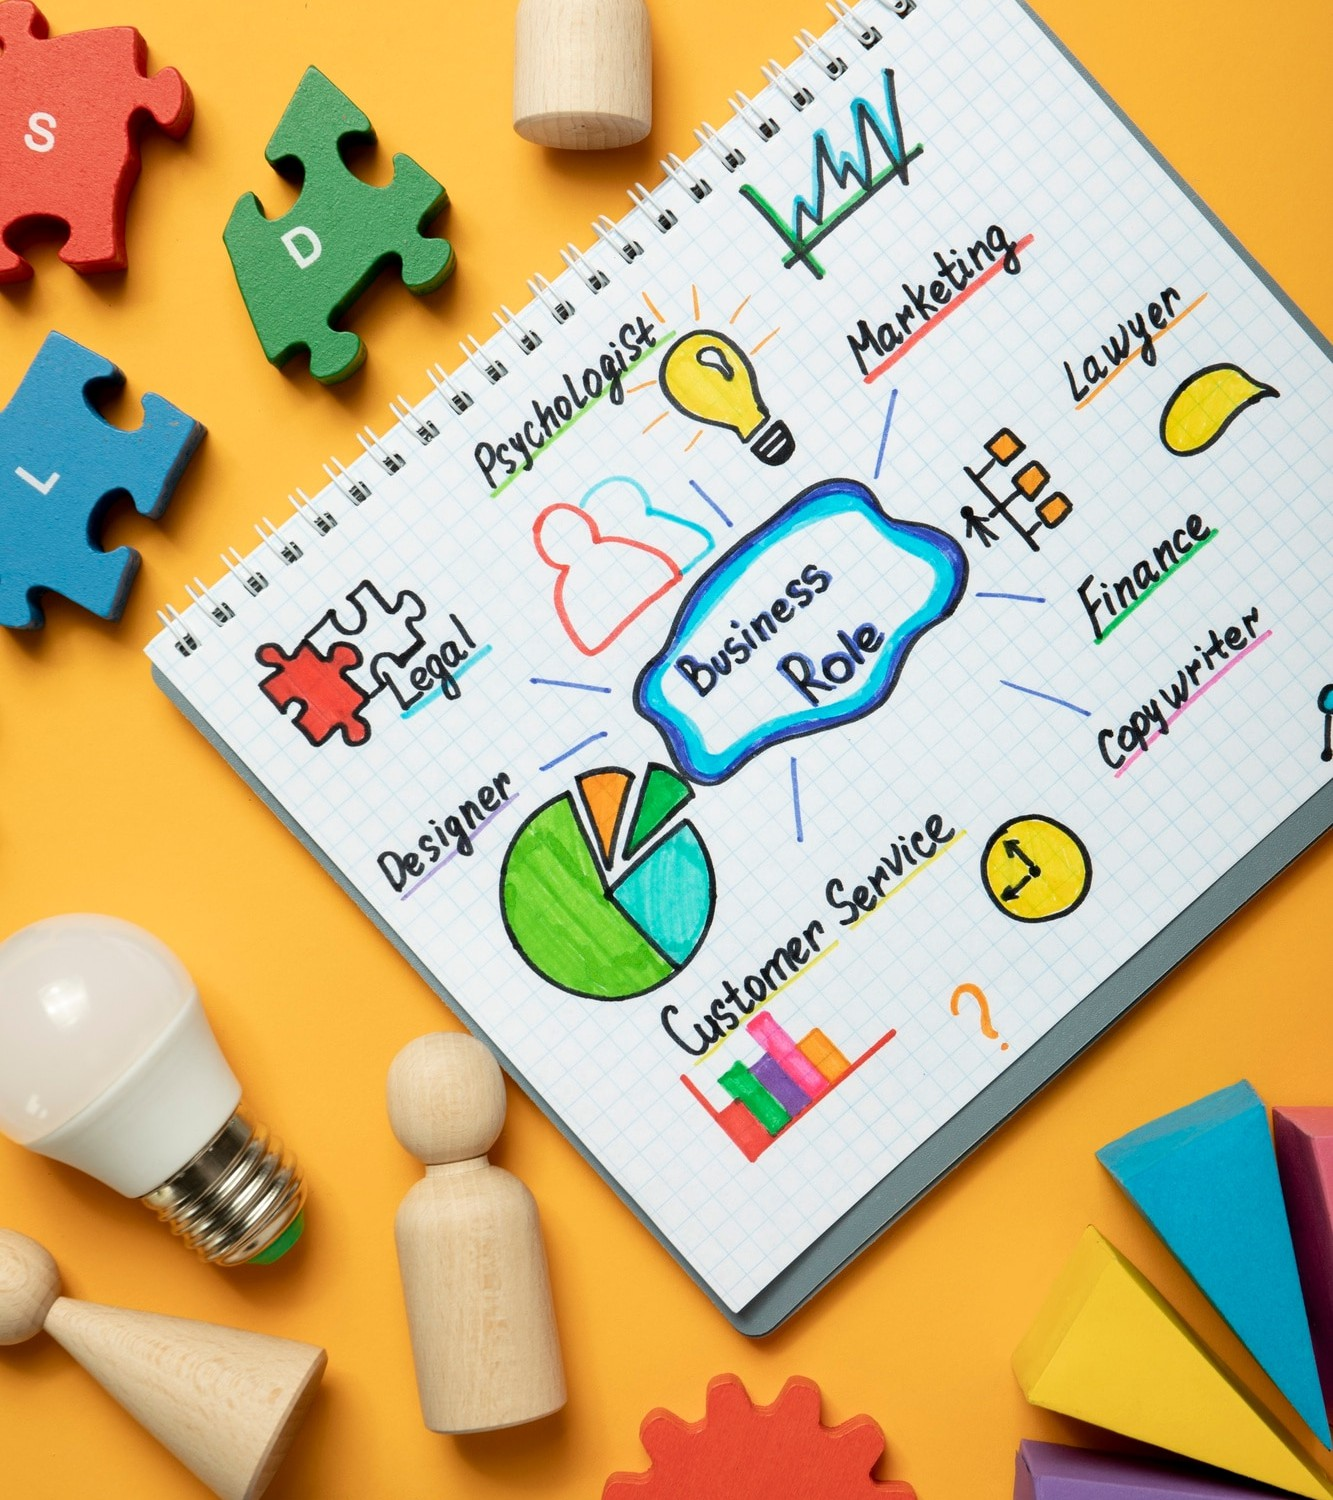 S
D
L
Marketing
Psychologist
Lawyer
Business
Role
Finance
Legal
Copywriter
Designer
Customer Service
?